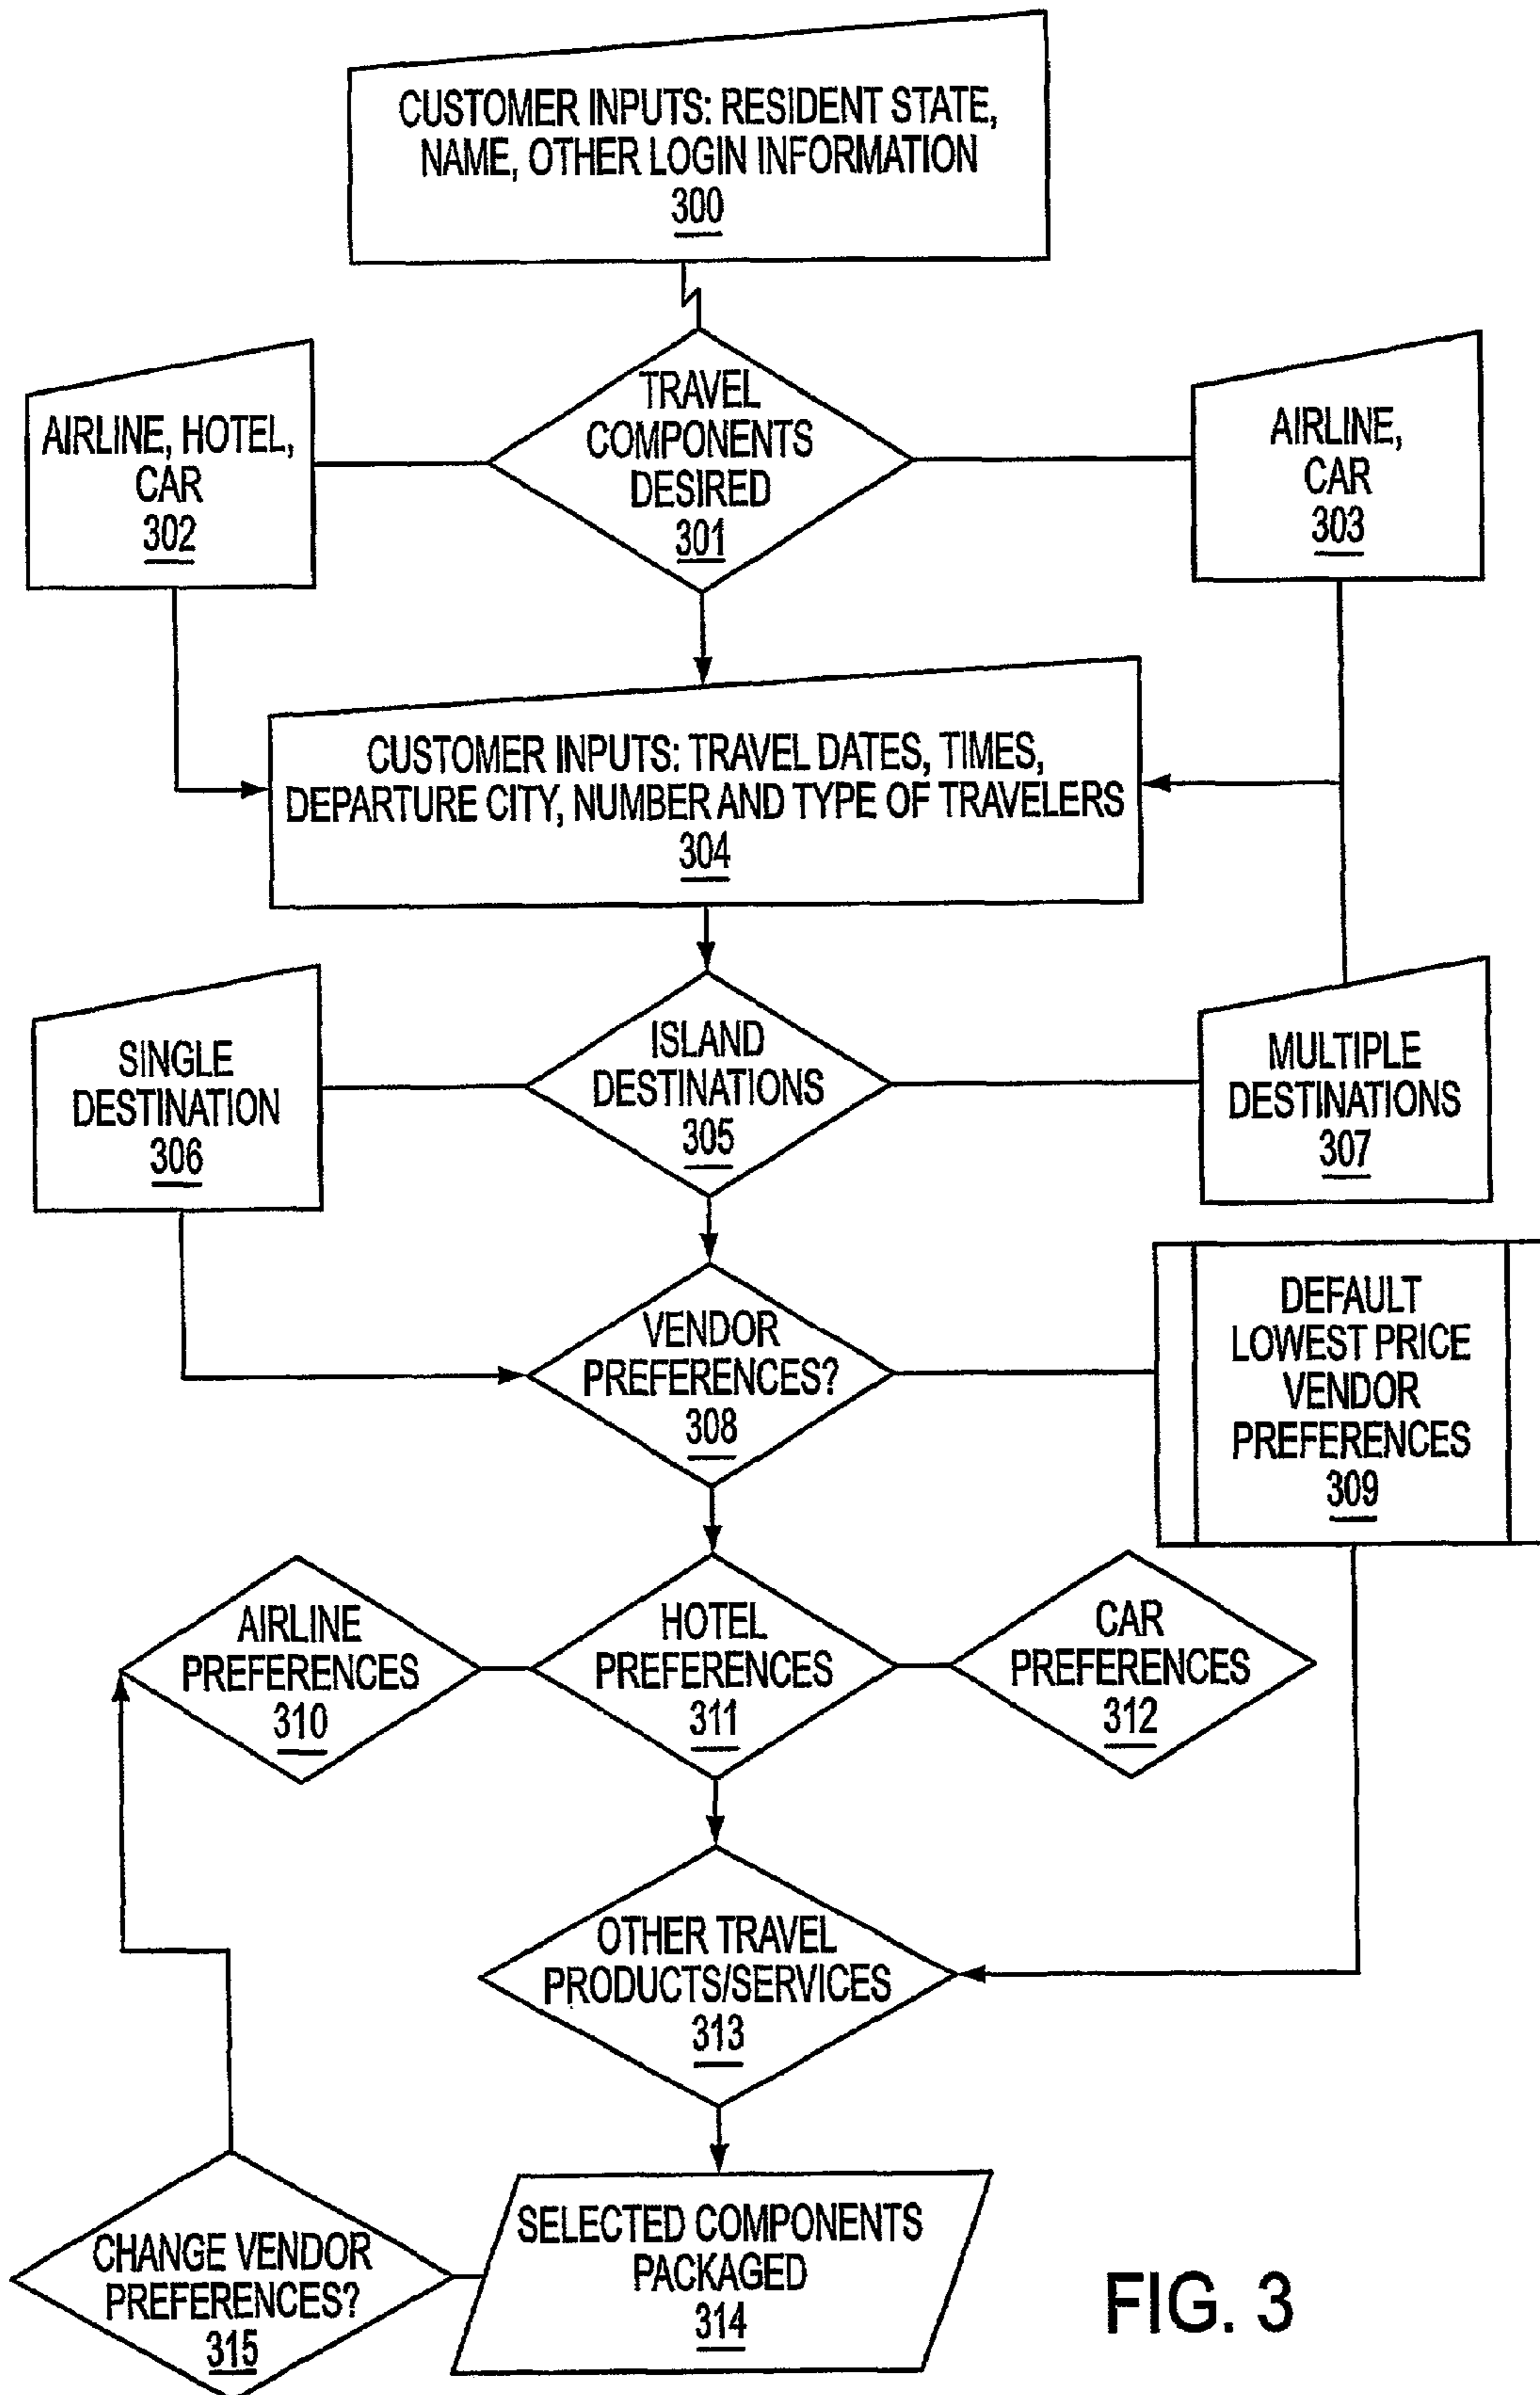 CUSTOMER INPUTS: RESIDENT STATE,
NAME, OTHER LOGIN INFORMATION
300
TRAVEL
COMPONENTS
DESIRED
301
AIRLINE, HOTEL,
CAR
302
AIRLINE,
CAR
303
CUSTOMER INPUTS: TRAVEL DATES, TIMES,
DEPARTURE CITY, NUMBER AND TYPE OF TRAVELERS
304
ISLAND
DESTINATIONS
305
SINGLE
DESTINATION
306
MULTIPLE
DESTINATIONS
307
VENDOR
PREFERENCES?
308
DEFAULT
LOWEST PRICE
VENDOR
PREFERENCES
309
AIRLINE
PREFERENCES
310
HOTEL
PREFERENCES
311
CAR
PREFERENCES
312
OTHER TRAVEL
PRODUCTS/SERVICES
313
SELECTED COMPONENTS
PACKAGED
314
CHANGE VENDOR
PREFERENCES?
315
FIG. 3